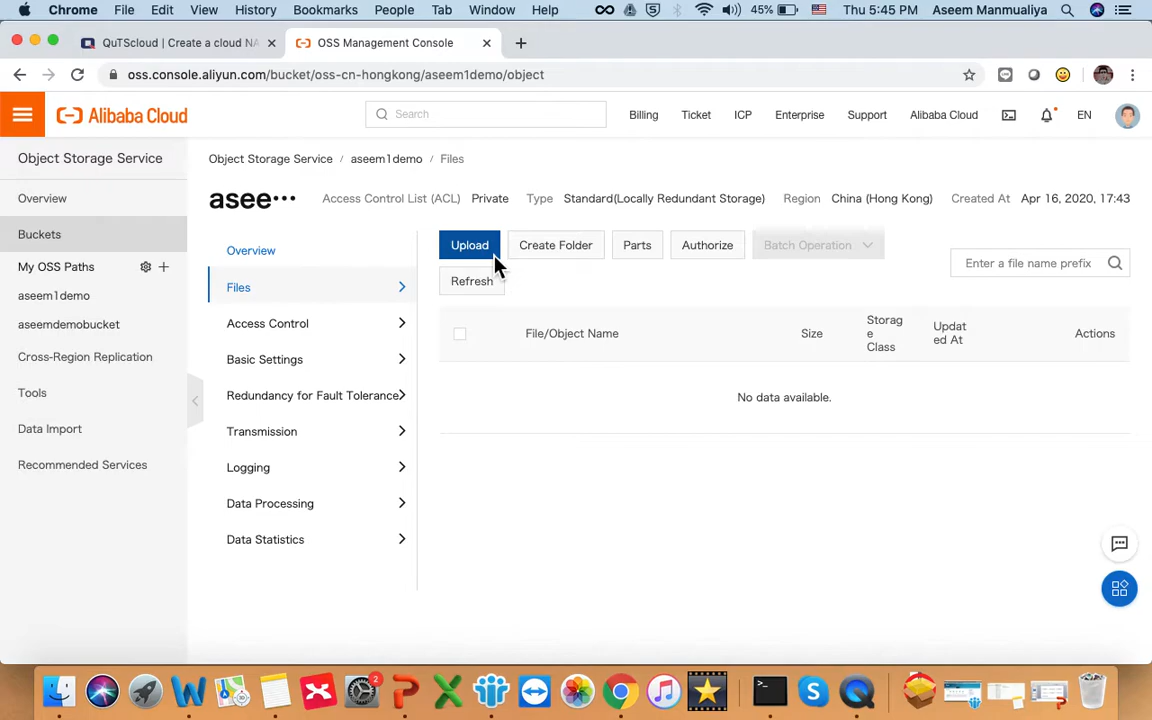 Chrome File Edit View History Bookmarks People Tab Window Help 45% Thu 5:45 PM Aseem Manmualiya
QuTScloud | Create a cloud NA
OSS Management Console
oss.console.aliyun.com/bucket/oss-cn-hongkong/aseem1demo/object
Alibaba Cloud
Search
Billing Ticket ICP Enterprise Support Alibaba Cloud EN
Object Storage Service
Overview
Buckets
My OSS Paths
aseem1demo
aseemdemobucket
Cross-Region Replication
Tools
Data Import
Recommended Services
Object Storage Service / aseem1demo / Files
asee••• Access Control List (ACL) Private Type Standard(Locally Redundant Storage) Region China (Hong Kong) Created At Apr 16, 2020, 17:43
Overview
Files
Access Control
Basic Settings
Redundancy for Fault Tolerance
Transmission
Logging
Data Processing
Data Statistics
Upload Create Folder Parts Authorize Batch Operation
Refresh
Enter a file name prefix
File/Object Name
Size
Storag
e
Class
Updat
ed At
Actions
No data available.
2